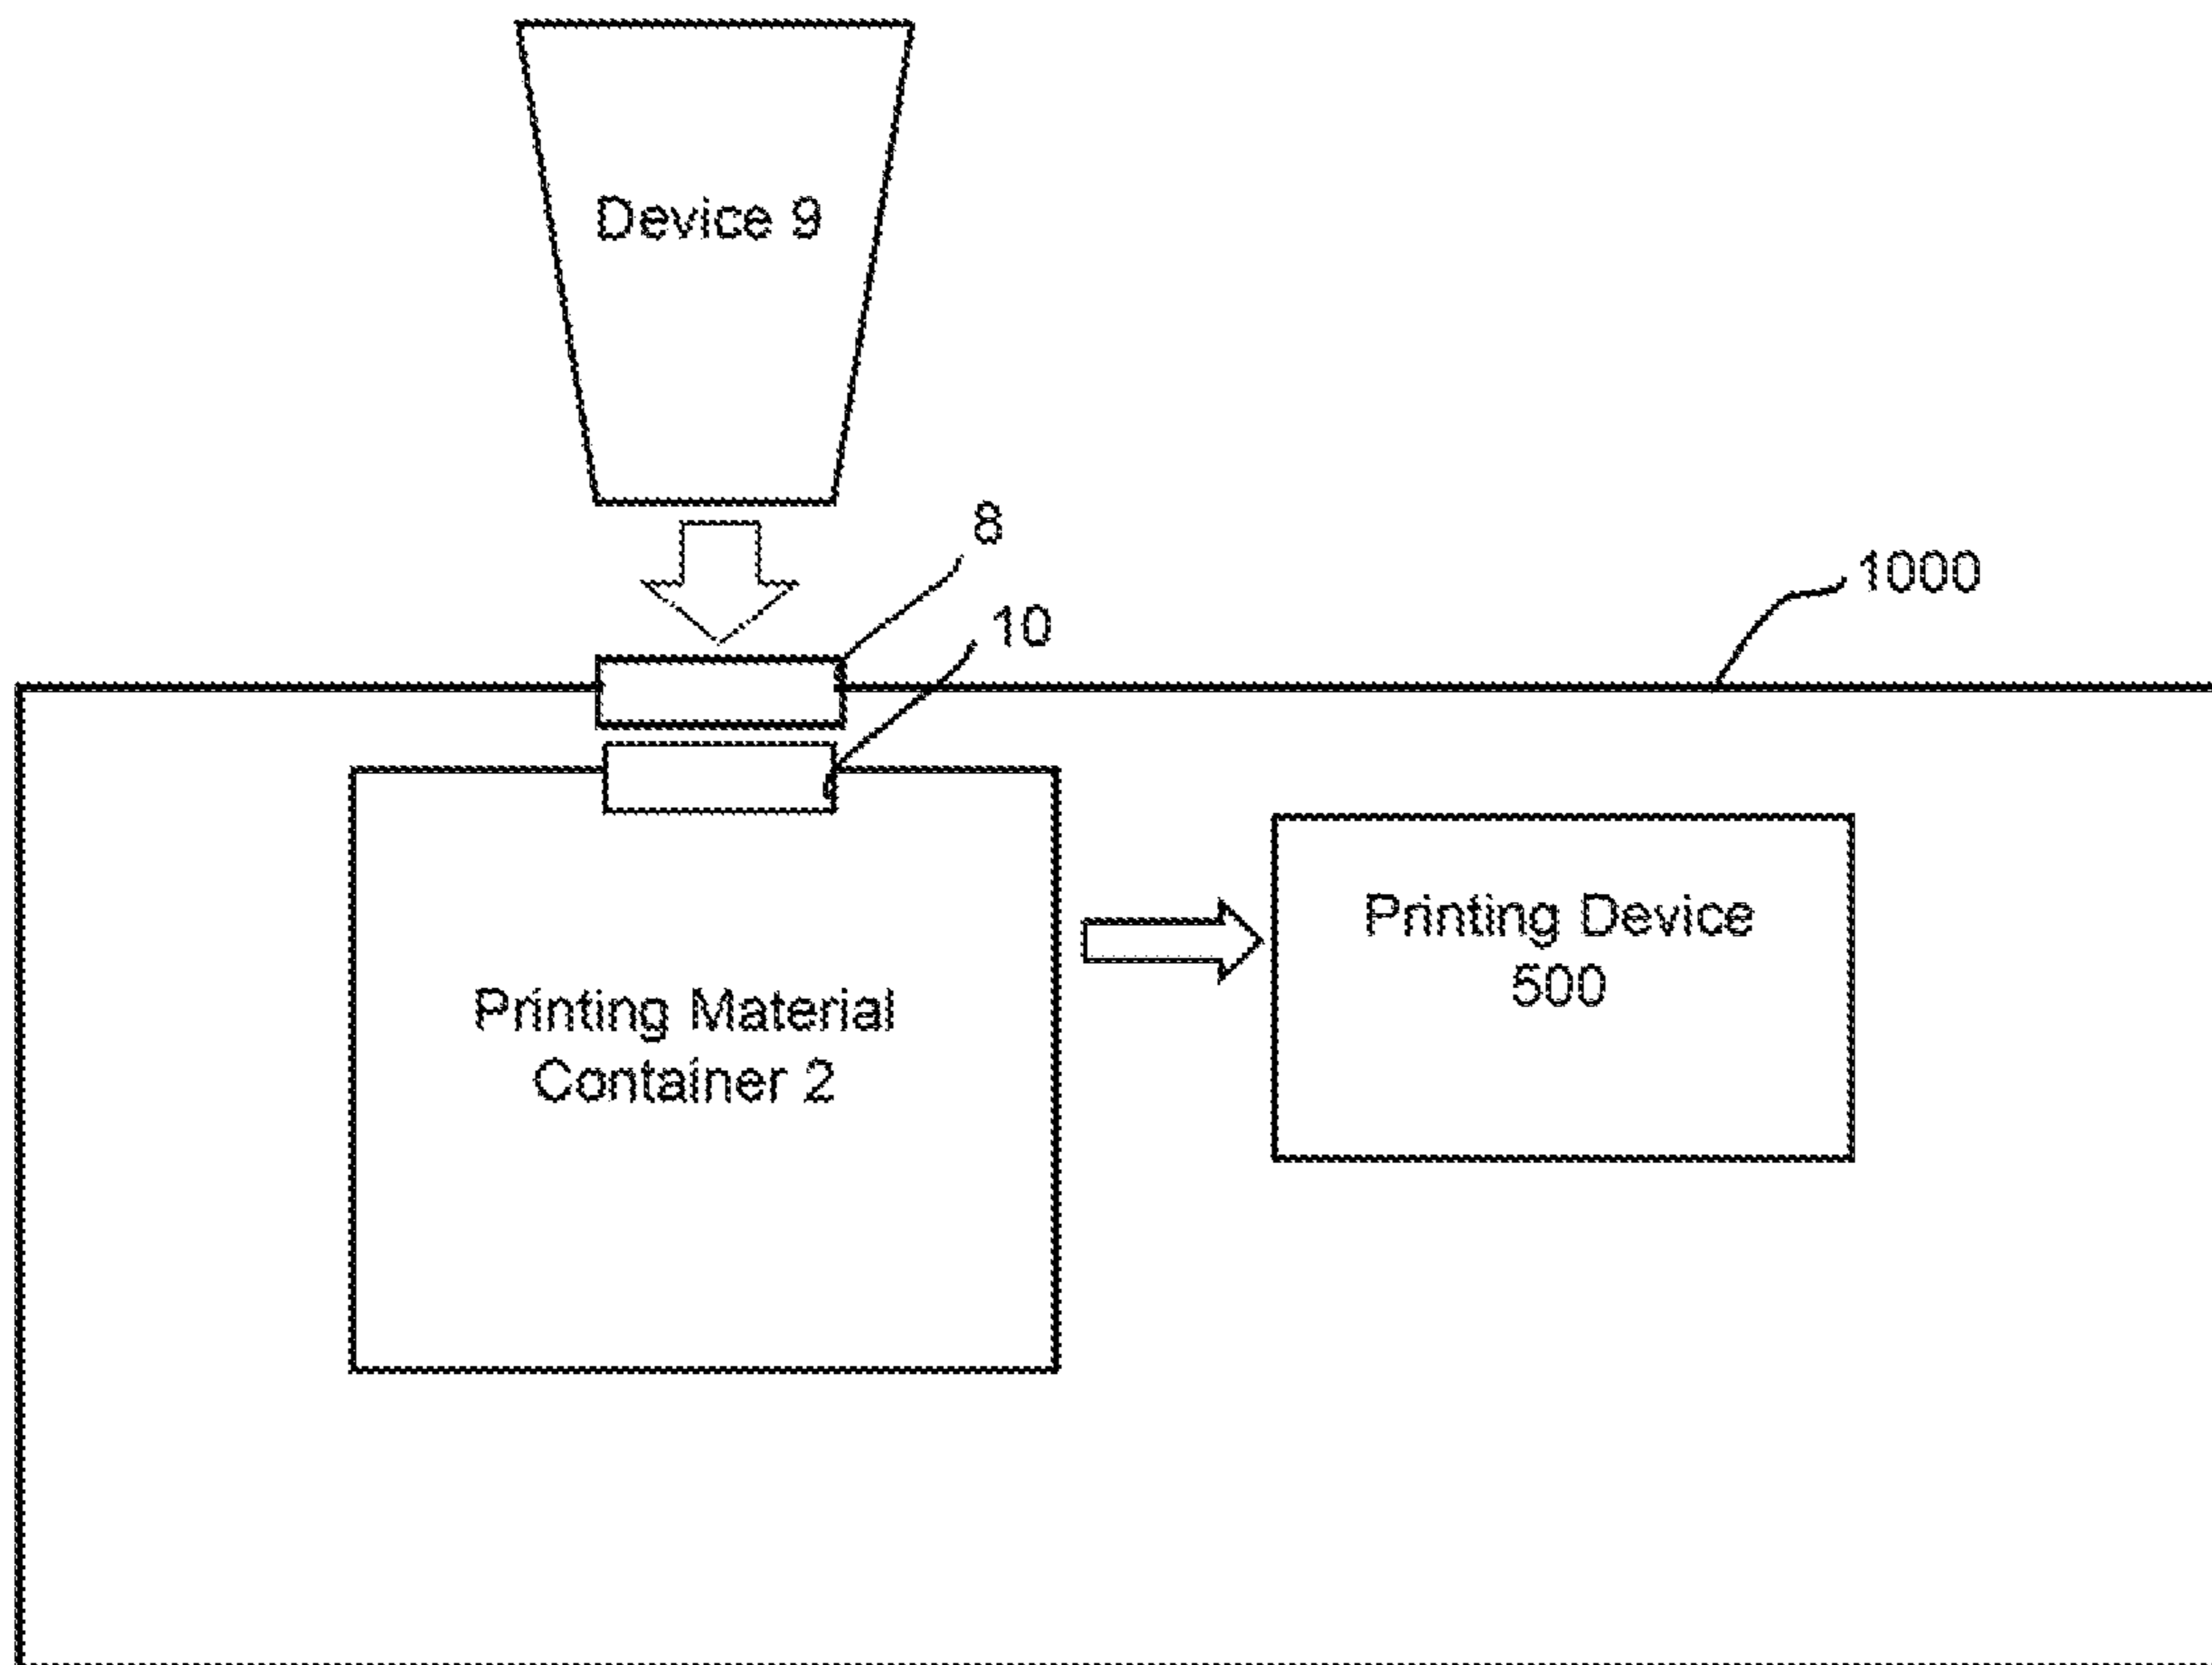 Device 9
8
10
1000
Printing Material
Container 2
Printing Device
500